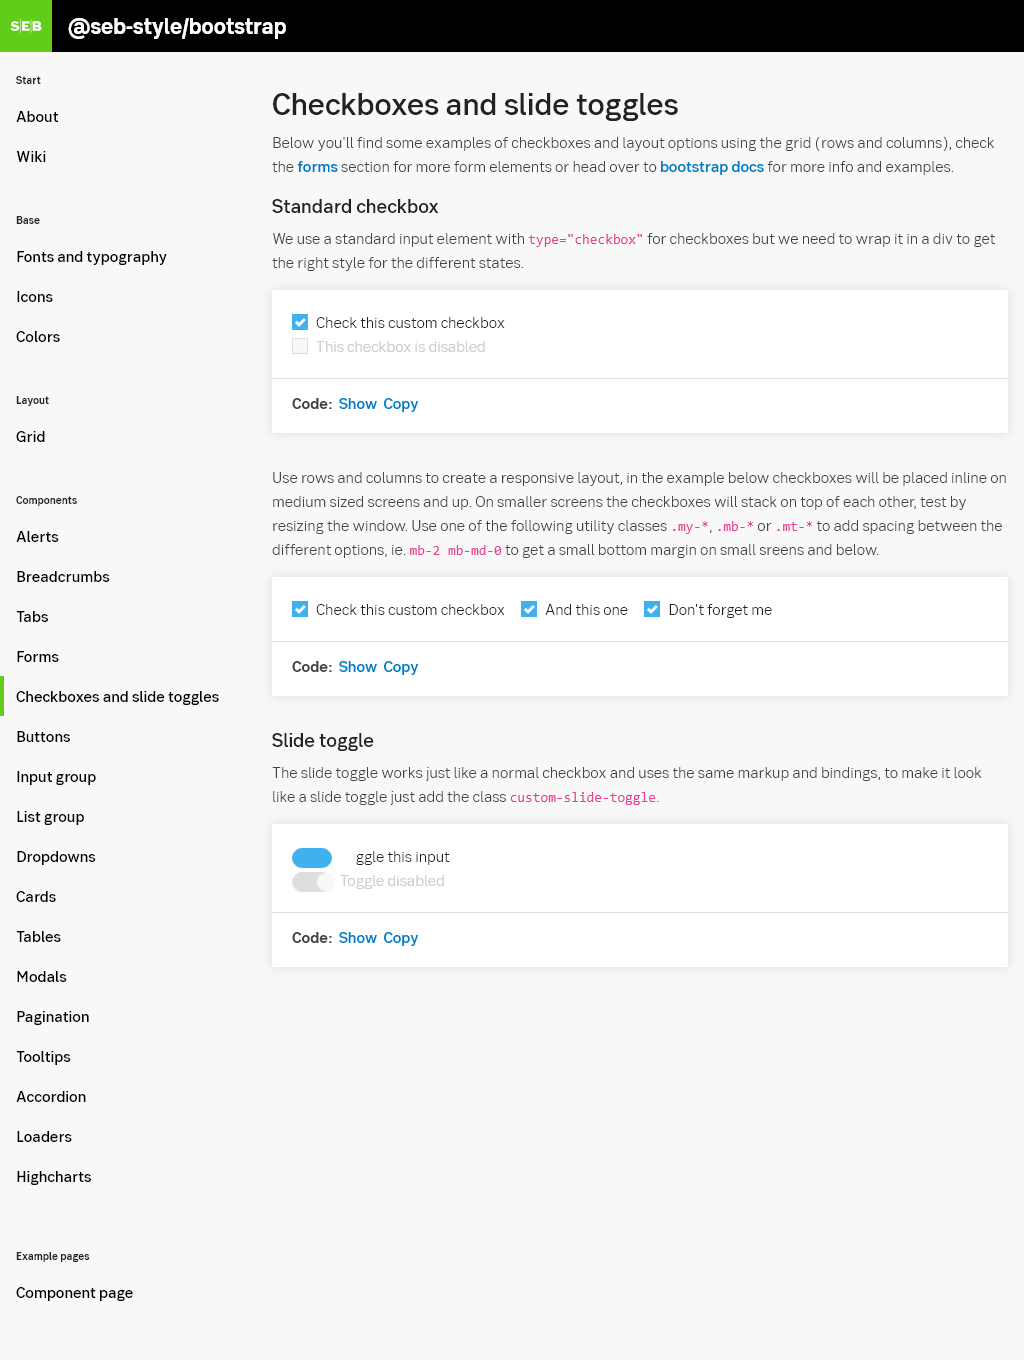 SEB
@seb-style/bootstrap
Start
About
Wiki
Base
Fonts and typography
Icons
Colors
Layout
Grid
Components
Alerts
Breadcrumbs
Tabs
Forms
Checkboxes and slide toggles
Buttons
Input group
List group
Dropdowns
Cards
Tables
Modals
Pagination
Tooltips
Accordion
Loaders
Highcharts
Example pages
Component page
Checkboxes and slide toggles
Below you'll find some examples of checkboxes and layout options using the grid (rows and columns), check
the forms section for more form elements or head over to bootstrap docs for more info and examples.
Standard checkbox
We use a standard input element with type="checkbox" for checkboxes but we need to wrap it in a div to get
the right style for the different states.
Check this custom checkbox
This checkbox is disabled
Code: Show Copy
Use rows and columns to create a responsive layout, in the example below checkboxes will be placed inline on
medium sized screens and up. On smaller screens the checkboxes will stack on top of each other, test by
resizing the window. Use one of the following utility classes .my-*, .mb-* or .mt-* to add spacing between the
different options, ie. mb-2 mb-md-0 to get a small bottom margin on small sreens and below.
Check this custom checkbox And this one Don't forget me
Code: Show Copy
Slide toggle
The slide toggle works just like a normal checkbox and uses the same markup and bindings, to make it look
like a slide toggle just add the class custom-slide-toggle.
ggle this input
Toggle disabled
Code: Show Copy